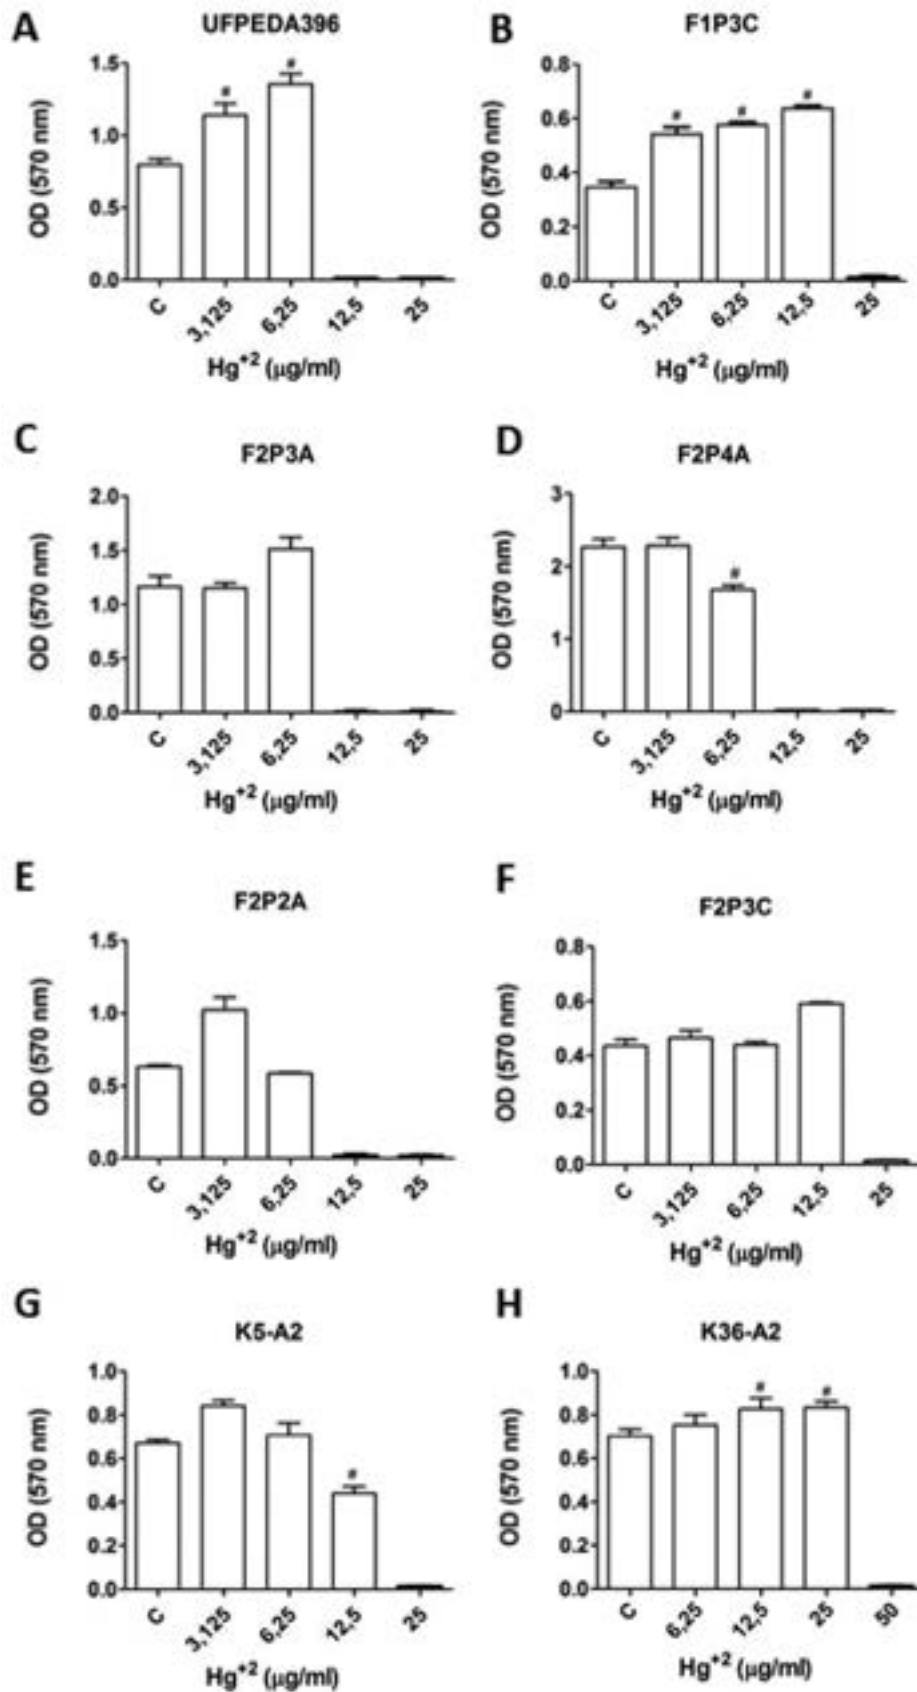 A
UFPEDA396
OD (570 nm)
1.5
1.0
0.5
0.0
# #
C 3,125 6,25 12,5 25
Hg+2 (µg/ml)
B
F1P3C
OD (570 nm)
0.8
0.6
0.4
0.2
0.0
# # #
C 3,125 6,25 12,5 25
Hg+2 (µg/ml)
C
F2P3A
OD (570 nm)
2.0
1.5
1.0
0.5
0.0
C 3,125 6,25 12,5 25
Hg+2 (µg/ml)
D
F2P4A
OD (570 nm)
3
2
1
0
#
C 3,125 6,25 12,5 25
Hg+2 (µg/ml)
E
F2P2A
OD (570 nm)
1.5
1.0
0.5
0.0
C 3,125 6,25 12,5 25
Hg+2 (µg/ml)
F
F2P3C
OD (570 nm)
0.8
0.6
0.4
0.2
0.0
C 3,125 6,25 12,5 25
Hg+2 (µg/ml)
G
K5-A2
OD (570 nm)
1.0
0.8
0.6
0.4
0.2
0.0
#
C 3,125 6,25 12,5 25
Hg+2 (µg/ml)
H
K36-A2
OD (570 nm)
1.0
0.8
0.6
0.4
0.2
0.0
# #
C 6,25 12,5 25 50
Hg+2 (µg/ml)